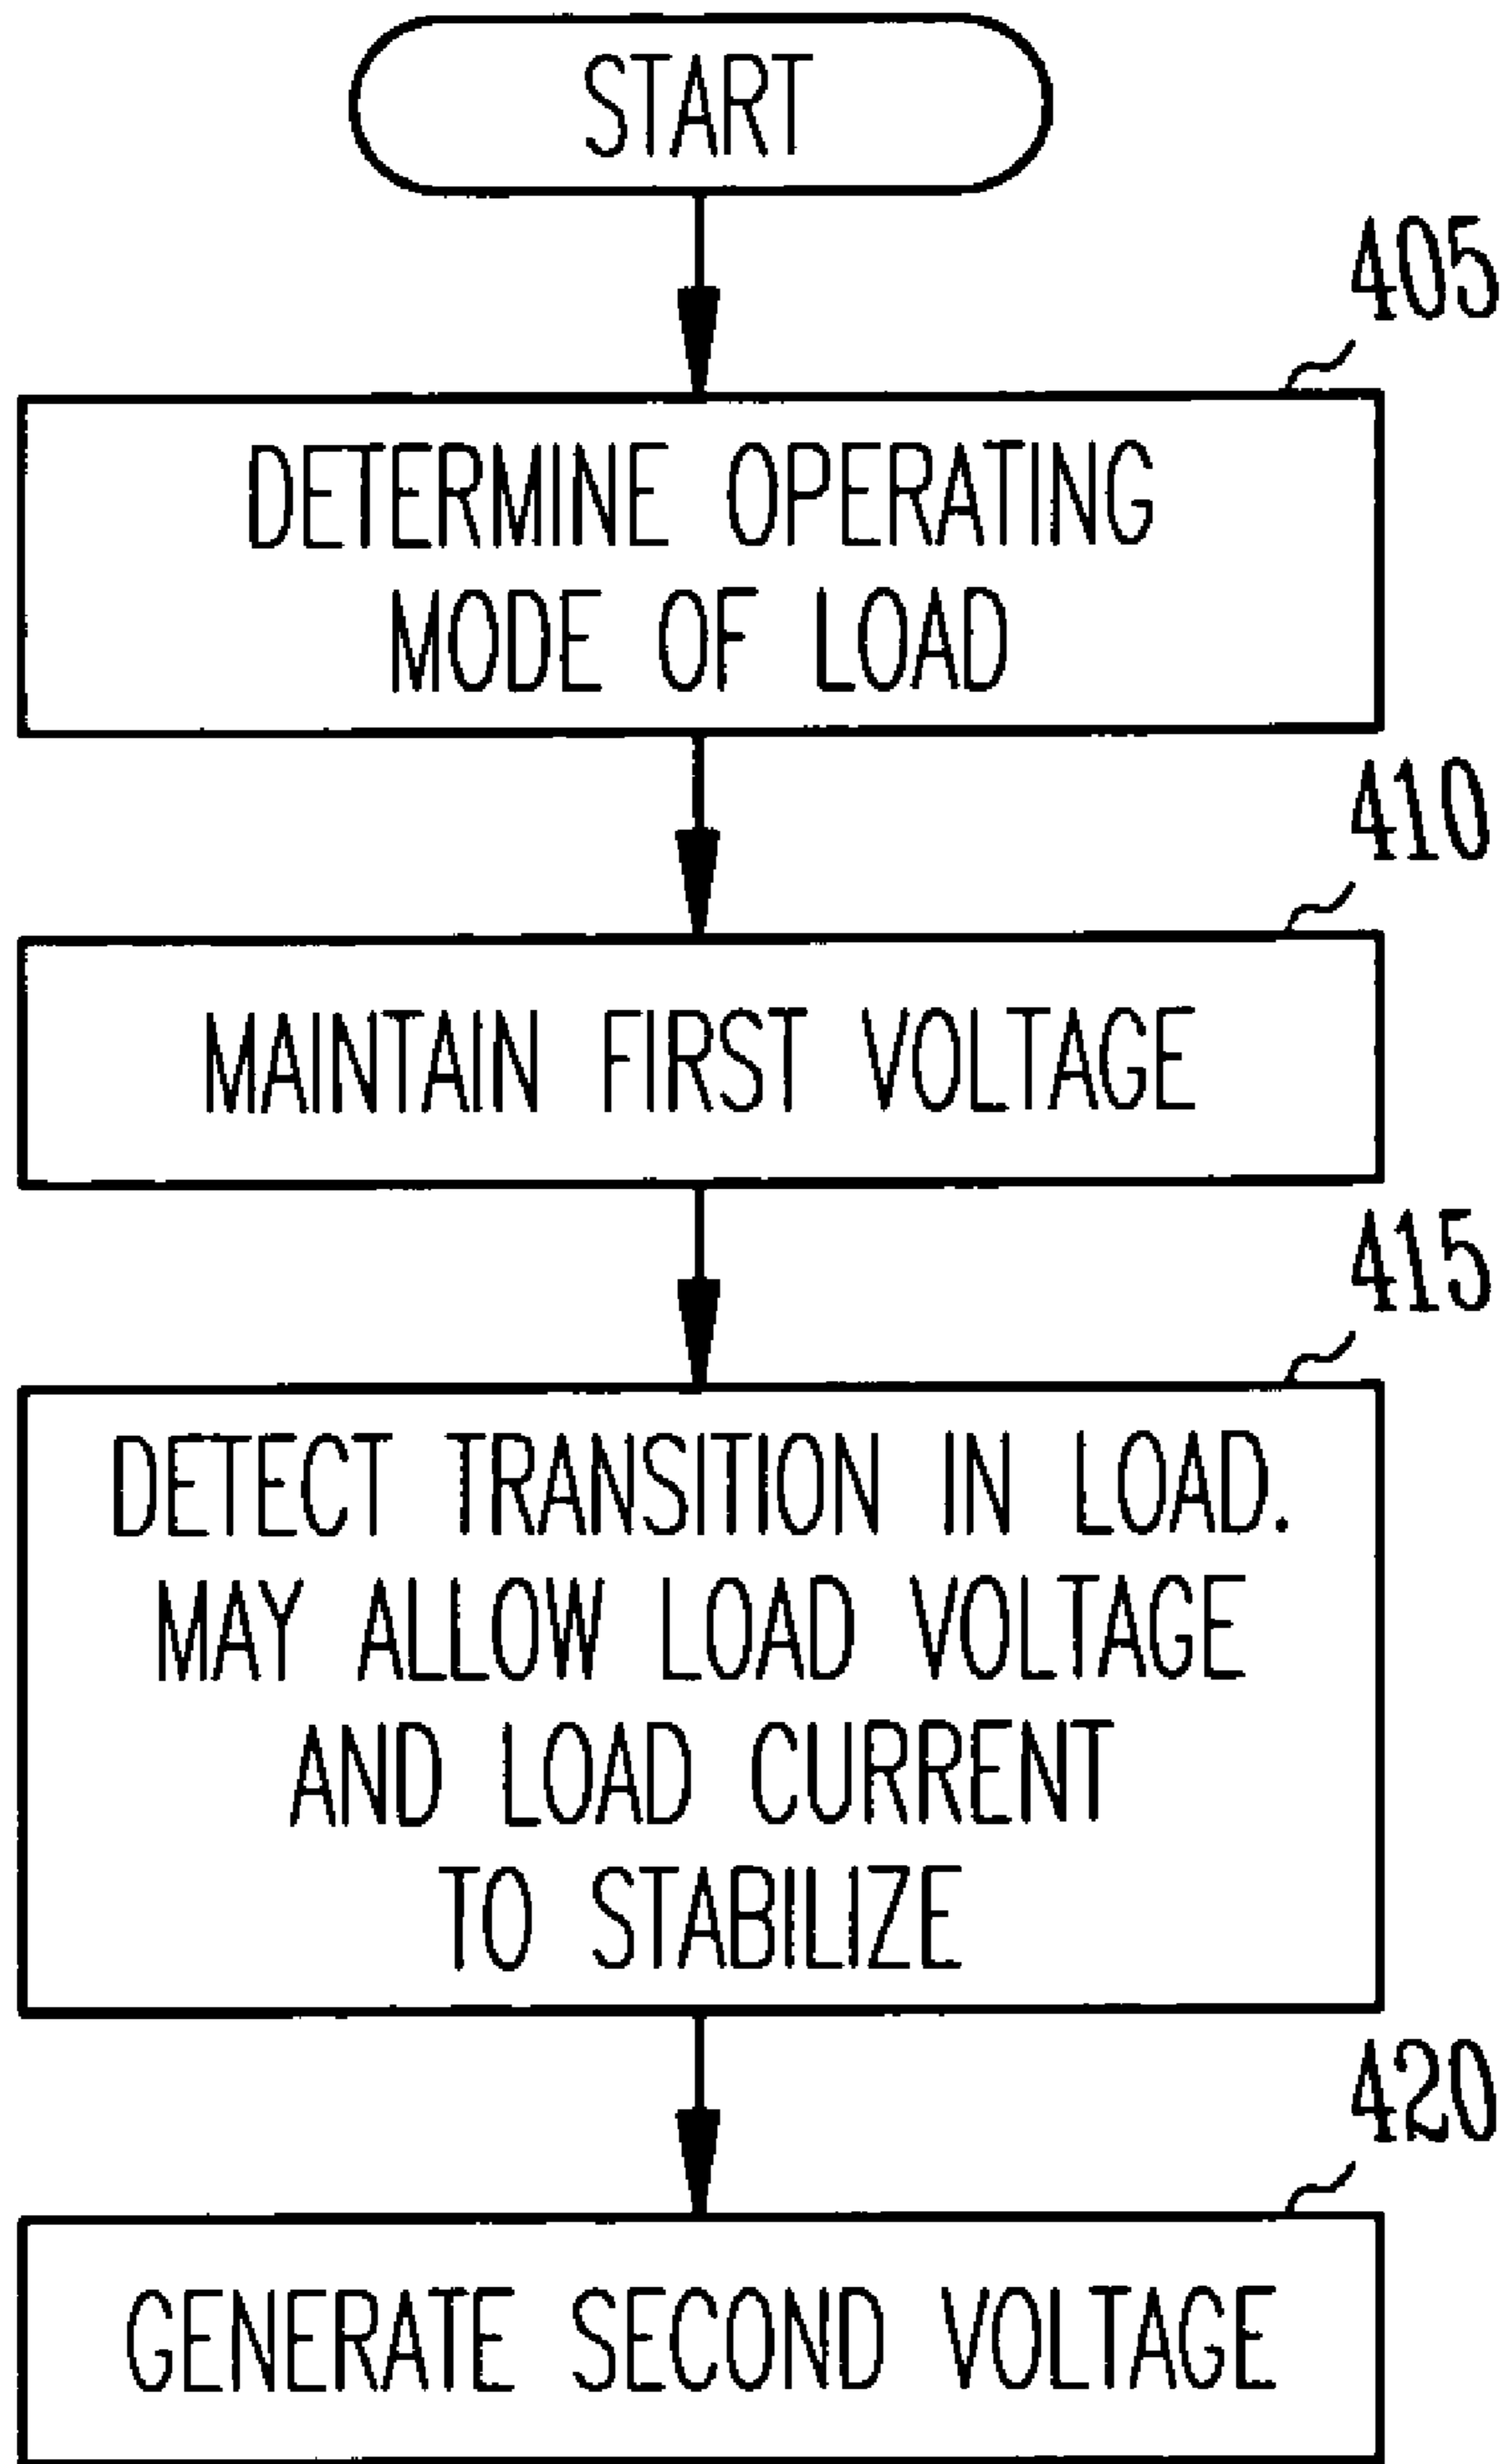 START
405
DETERMINE OPERATING
MODE OF LOAD
410
MAINTAIN FIRST VOLTAGE
415
DETECT TRANSITION IN LOAD.
MAY ALLOW LOAD VOLTAGE
AND LOAD CURRENT
TO STABILIZE
420
GENERATE SECOND VOLTAGE